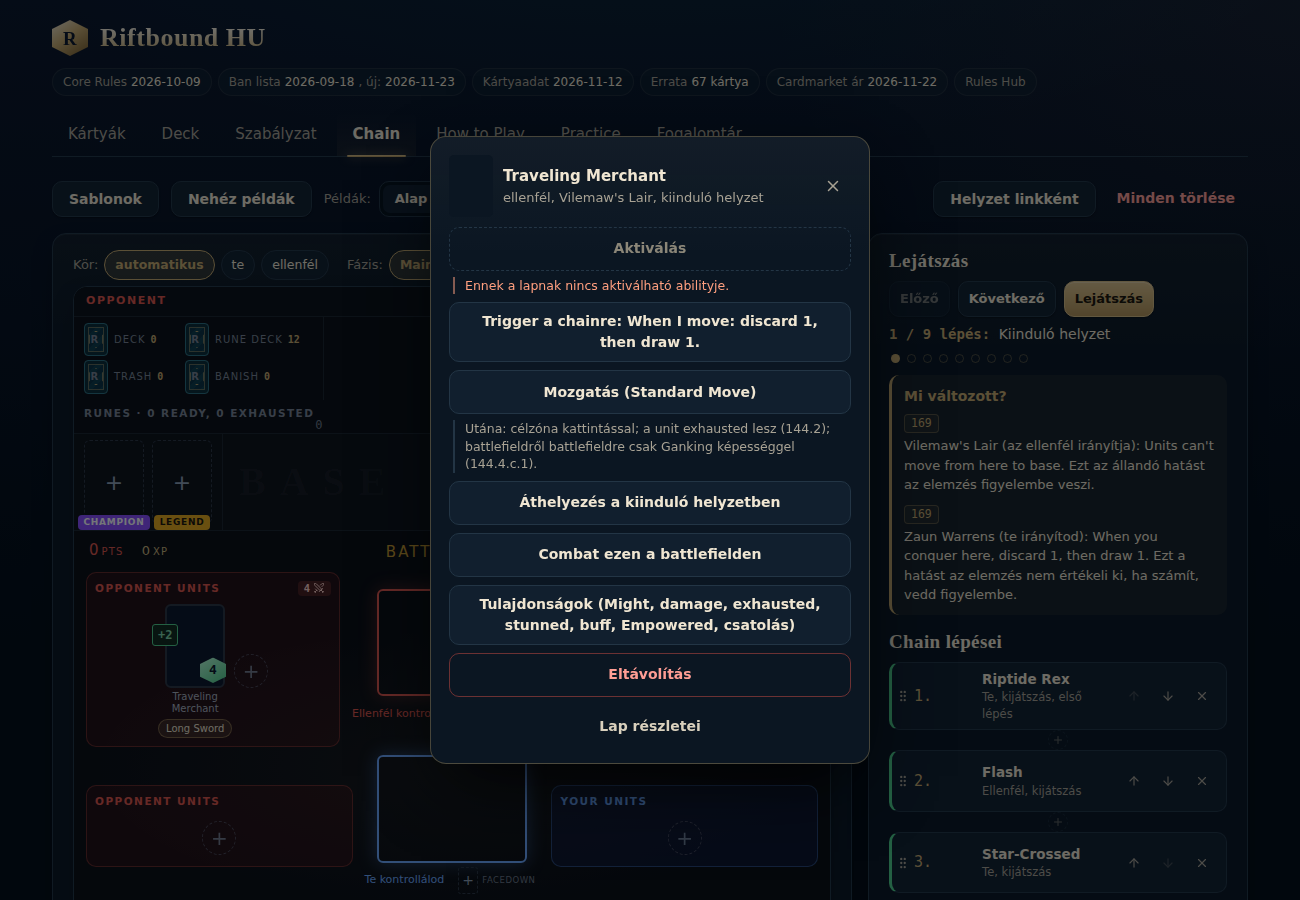 R Riftbound HU
Core Rules 2026-10-09 Ban lista 2026-09-18 , új: 2026-11-23 Kártyaadat 2026-11-12 Errata 67 kártya Cardmarket ár 2026-11-22 Rules Hub
Kártyák Deck Szabályzat Chain How to Play Practice Fogalomtár
Sablonok Nehéz példák Példák: Alap Helyzet linkként Minden törlése
Kör: automatikus te ellenfél Fázis: Main
OPPONENT
DECK 0 RUNE DECK 12
TRASH 0 BANISH 0
RUNES · 0 READY, 0 EXHAUSTED
0
+ + BASE
CHAMPION LEGEND
0 PTS 0 XP BATT
OPPONENT UNITS 4
+2
4 +
Traveling
Merchant
Long Sword
Ellenfél kontro
OPPONENT UNITS
+
YOUR UNITS
+
Te kontrollálod + FACEDOWN
Traveling Merchant
ellenfél, Vilemaw's Lair, kiinduló helyzet
Aktiválás
Ennek a lapnak nincs aktiválható abilityje.
Trigger a chainre: When I move: discard 1,
then draw 1.
Mozgatás (Standard Move)
Utána: célzóna kattintással; a unit exhausted lesz (144.2);
battlefieldről battlefieldre csak Ganking képességgel
(144.4.c.1).
Áthelyezés a kiinduló helyzetben
Combat ezen a battlefielden
Tulajdonságok (Might, damage, exhausted,
stunned, buff, Empowered, csatolás)
Eltávolítás
Lap részletei
Lejátszás
Előző Következő Lejátszás
1 / 9 lépés: Kiinduló helyzet
Mi változott?
169
Vilemaw's Lair (az ellenfél irányítja): Units can't
move from here to base. Ezt az állandó hatást
az elemzés figyelembe veszi.
169
Zaun Warrens (te irányítod): When you
conquer here, discard 1, then draw 1. Ezt a
hatást az elemzés nem értékeli ki, ha számít,
vedd figyelembe.
Chain lépései
1. Riptide Rex
Te, kijátszás, első
lépés
+
2. Flash
Ellenfél, kijátszás
+
3. Star-Crossed
Te, kijátszás